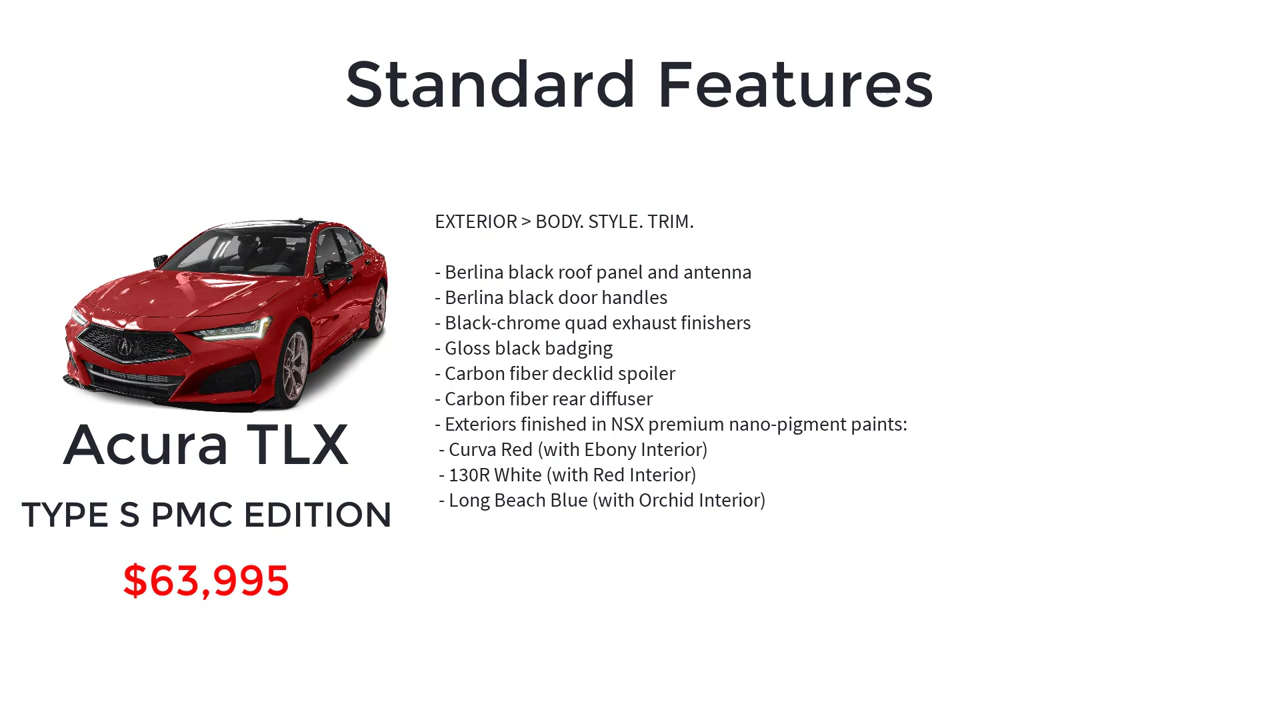 Standard Features
EXTERIOR > BODY. STYLE. TRIM.
- Berlina black roof panel and antenna
- Berlina black door handles
- Black-chrome quad exhaust finishers
- Gloss black badging
- Carbon fiber decklid spoiler
- Carbon fiber rear diffuser
- Exteriors finished in NSX premium nano-pigment paints:
- Curva Red (with Ebony Interior)
- 130R White (with Red Interior)
- Long Beach Blue (with Orchid Interior)
Acura TLX
TYPE S PMC EDITION
$63,995